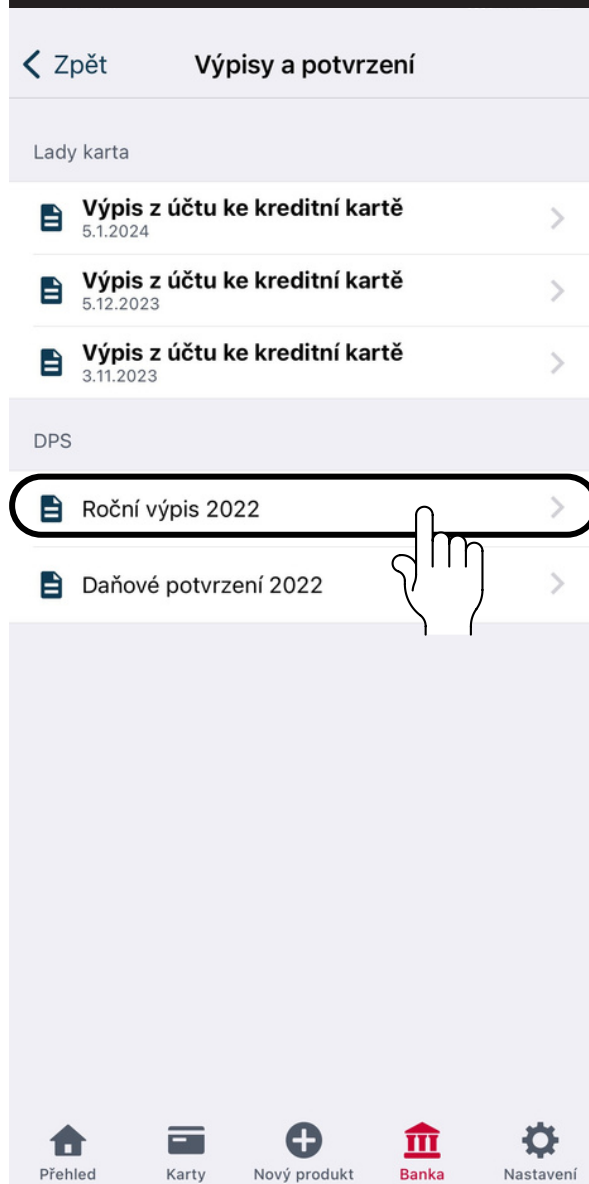 Zpět
Výpisy a potvrzení
Lady karta
Výpis z účtu ke kreditní kartě
5.1.2024
Výpis z účtu ke kreditní kartě
5.12.2023
Výpis z účtu ke kreditní kartě
3.11.2023
DPS
Roční výpis 2022
Daňové potvrzení 2022
Přehled
Karty
Nový produkt
Banka
Nastavení